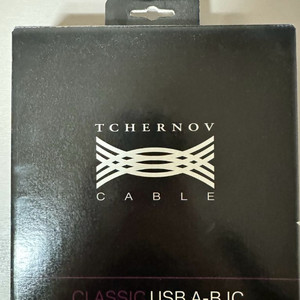 TCHERNOV
CABLE
CLASSIC USB A-B IC